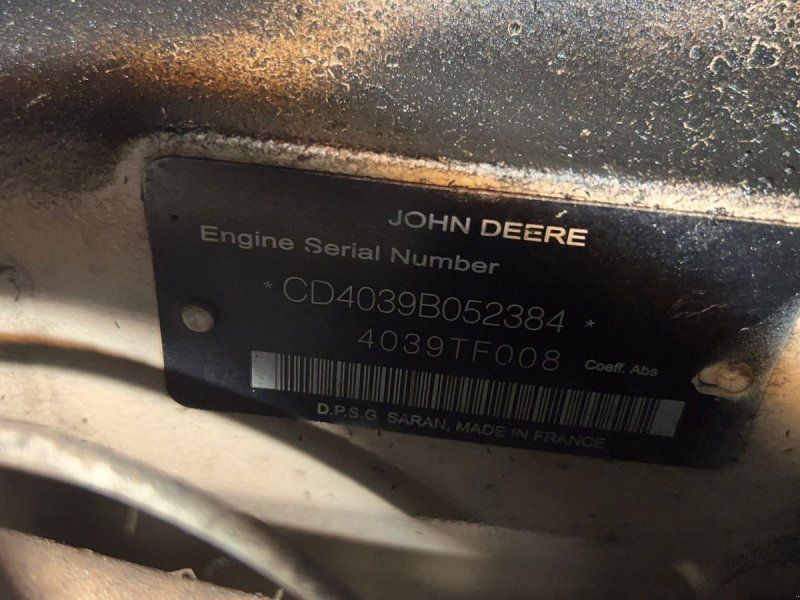 JOHN DEERE
Engine Serial Number
*CD4039B052384*
4039TF008 Coeff. Abs
D.P.S.G SARAN, MADE IN FRANCE